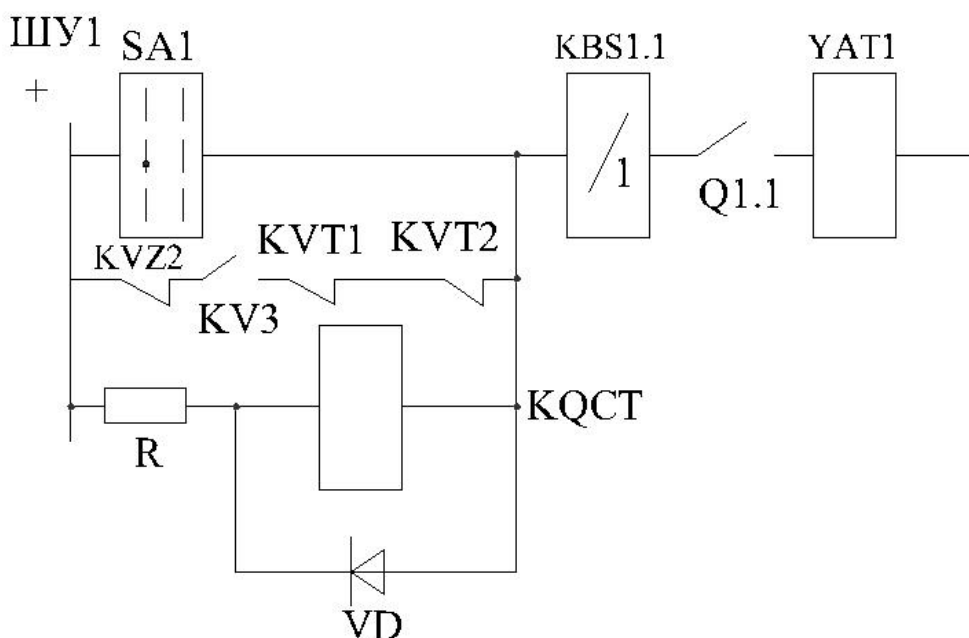 ШУ1
+
SA1
KBS1.1
YAT1
1
Q1.1
KVZ2
KV3
KVT1
KVT2
R
KQCT
VD